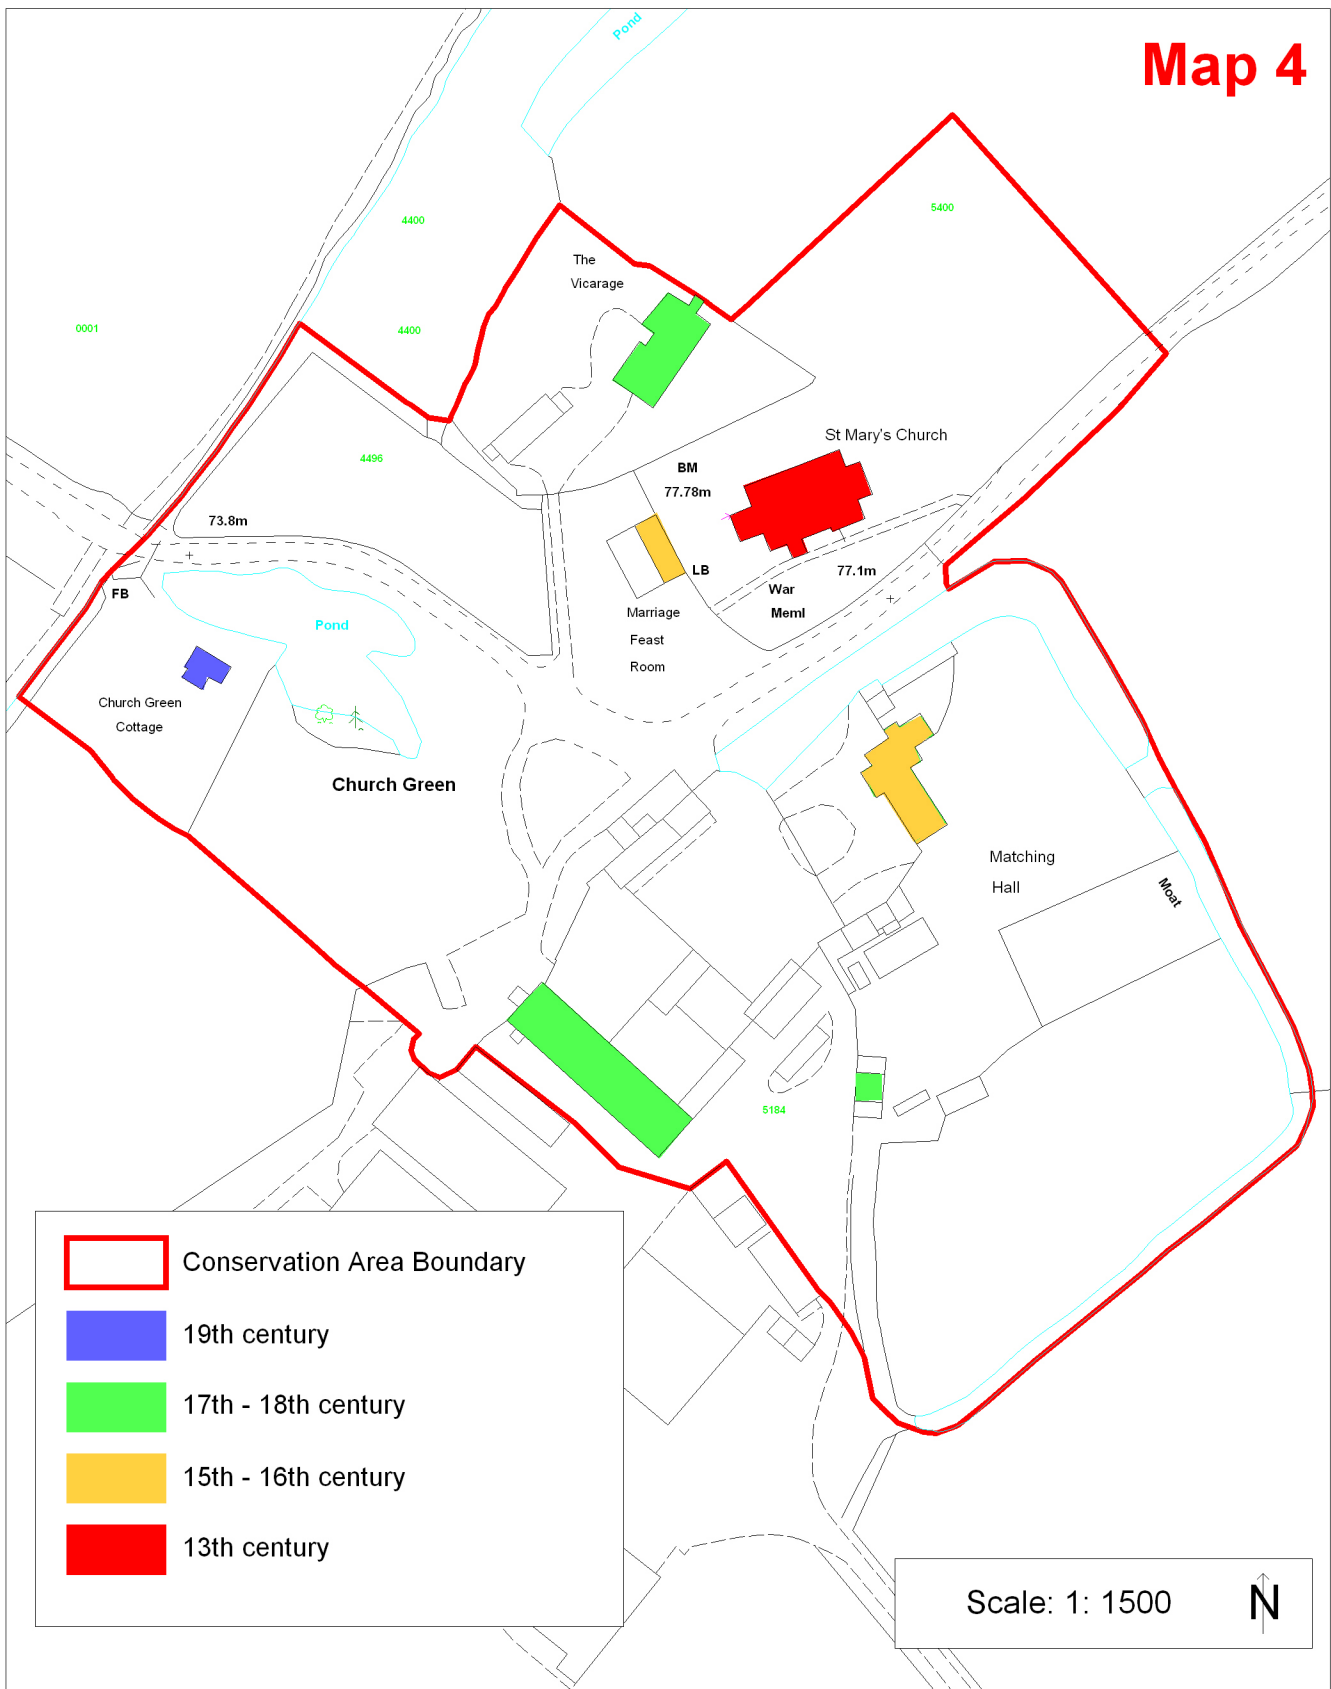 Pond
Map 4
5400
4400
The
Vicarage
0001
4400
St Mary's Church
4496
BM
77.78m
73.8m
LB
77.1m
War
Meml
FB
Marriage
Feast
Room
Pond
Church Green
Cottage
Church Green
Matching
Hall
Moat
5184
Conservation Area Boundary
19th century
17th - 18th century
15th - 16th century
13th century
Scale: 1: 1500
N